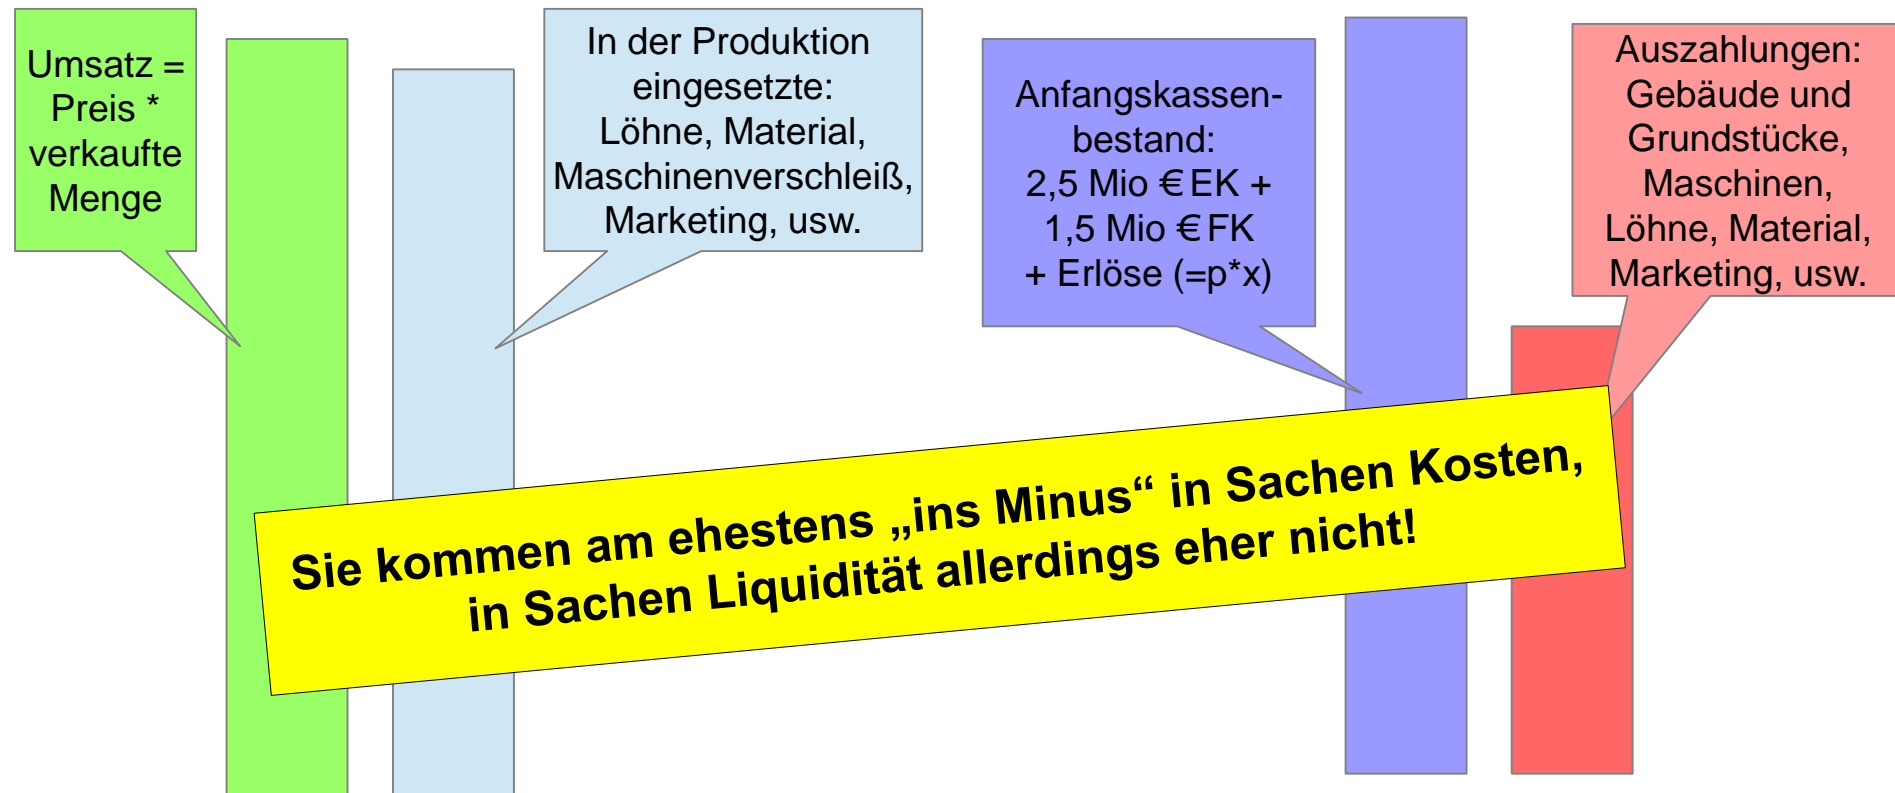 Umsatz =
Preis *
verkaufte
Menge
In der Produktion
eingesetzte:
Löhne, Material,
Maschinenverschleiß,
Marketing, usw.
Anfangskassen-
bestand:
2,5 Mio € EK +
1,5 Mio € FK
+ Erlöse (=p*x)
Auszahlungen:
Gebäude und
Grundstücke,
Maschinen,
Löhne, Material,
Marketing, usw.
Sie kommen am ehestens „ins Minus“ in Sachen Kosten,
in Sachen Liquidität allerdings eher nicht!